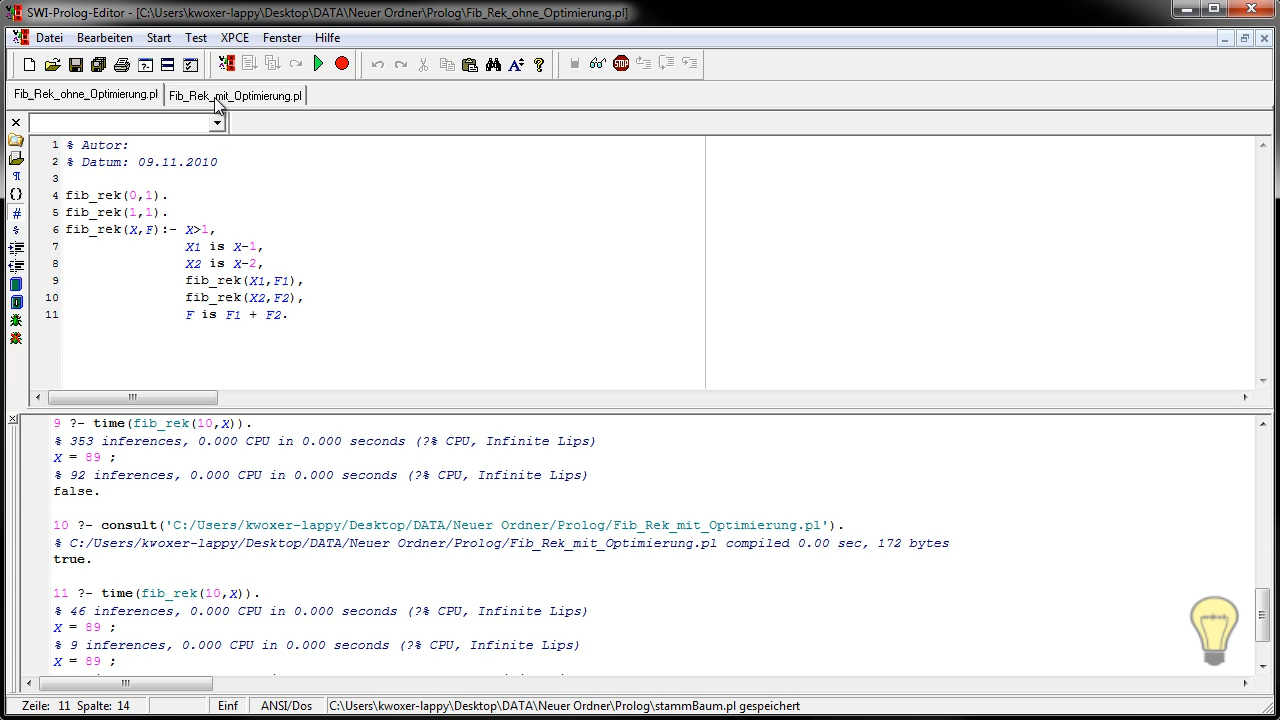 SWI-Prolog-Editor - [C:\Users\kwoxer-lappy\Desktop\DATA\Neuer Ordner\Prolog\Fib_Rek_ohne_Optimierung.pl]
Datei Bearbeiten Start Test XPCE Fenster Hilfe
Fib_Rek_ohne_Optimierung.pl Fib_Rek_mit_Optimierung.pl
1 % Autor:
2 % Datum: 09.11.2010
3
4 fib_rek(0,1).
5 fib_rek(1,1).
6 fib_rek(X,F):- X>1,
7 X1 is X-1,
8 X2 is X-2,
9 fib_rek(X1,F1),
10 fib_rek(X2,F2),
11 F is F1 + F2.
9 ?- time(fib_rek(10,X)).
% 353 inferences, 0.000 CPU in 0.000 seconds (?% CPU, Infinite Lips)
X = 89 ;
% 92 inferences, 0.000 CPU in 0.000 seconds (?% CPU, Infinite Lips)
false.
10 ?- consult('C:/Users/kwoxer-lappy/Desktop/DATA/Neuer Ordner/Prolog/Fib_Rek_mit_Optimierung.pl').
% C:/Users/kwoxer-lappy/Desktop/DATA/Neuer Ordner/Prolog/Fib_Rek_mit_Optimierung.pl compiled 0.00 sec, 172 bytes
true.
11 ?- time(fib_rek(10,X)).
% 46 inferences, 0.000 CPU in 0.000 seconds (?% CPU, Infinite Lips)
X = 89 ;
% 9 inferences, 0.000 CPU in 0.000 seconds (?% CPU, Infinite Lips)
X = 89 ;
Zeile: 11 Spalte: 14 Einf ANSI/Dos C:\Users\kwoxer-lappy\Desktop\DATA\Neuer Ordner\Prolog\stammBaum.pl gespeichert